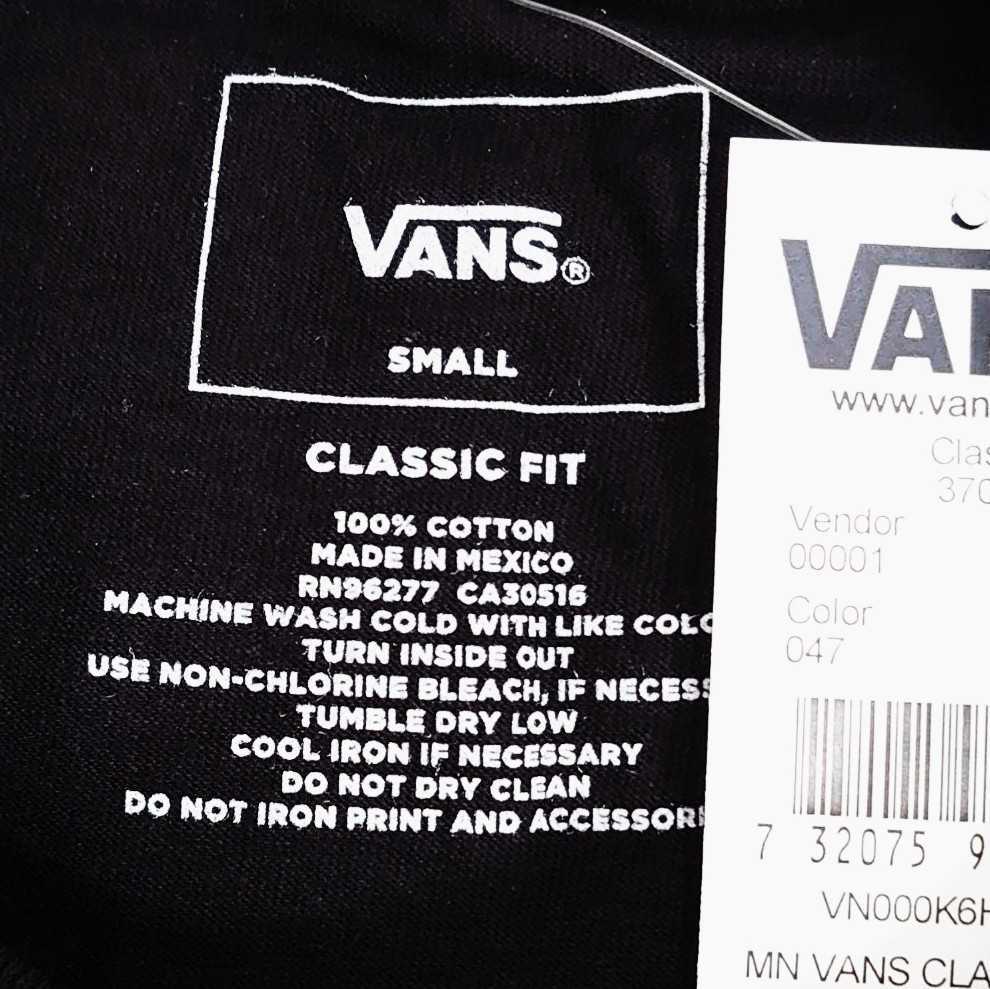 VANS®
SMALL
CLASSIC FIT
100% COTTON
MADE IN MEXICO
RN96277 CA30516
MACHINE WASH COLD WITH LIKE COLO
TURN INSIDE OUT
USE NON-CHLORINE BLEACH, IF NECESS
TUMBLE DRY LOW
COOL IRON IF NECESSARY
DO NOT DRY CLEAN
DO NOT IRON PRINT AND ACCESSORI
VA
www.van
Clas
370
Vendor
00001
Color
047
7 32075 9
VN000K6H
MN VANS CLA